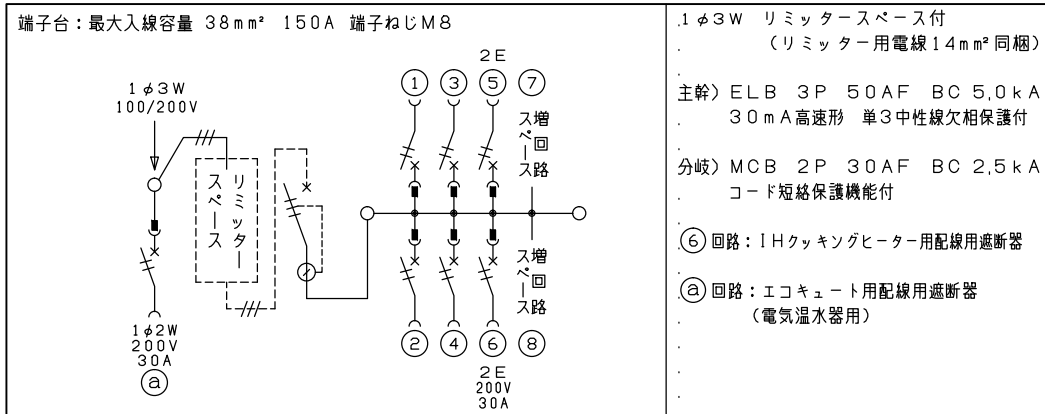 端子台：最大入線容量 38mm² 150A 端子ねじM8
1φ3W
100/200V
リミッター
スペース
1φ2W
200V
30A
ⓐ
2E
① ③ ⑤ ⑦
増回路
スペース
増回路
スペース
② ④ ⑥ ⑧
2E
200V
30A
1φ3W リミッタースペース付
（リミッター用電線14mm²同梱）
主幹）ELB 3P 50AF BC 5,0kA
30mA高速形 単3中性線欠相保護付
分岐）MCB 2P 30AF BC 2,5kA
コード短絡保護機能付
⑥回路：IHクッキングヒーター用配線用遮断器
ⓐ回路：エコキュート用配線用遮断器
（電気温水器用）